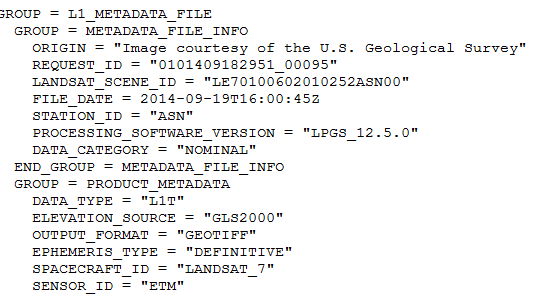 GROUP = L1_METADATA_FILE
GROUP = METADATA_FILE_INFO
ORIGIN = "Image courtesy of the U.S. Geological Survey"
REQUEST_ID = "0101409182951_00095"
LANDSAT_SCENE_ID = "LE70100602010252ASN00"
FILE_DATE = 2014-09-19T16:00:45Z
STATION_ID = "ASN"
PROCESSING_SOFTWARE_VERSION = "LPGS_12.5.0"
DATA_CATEGORY = "NOMINAL"
END_GROUP = METADATA_FILE_INFO
GROUP = PRODUCT_METADATA
DATA_TYPE = "L1T"
ELEVATION_SOURCE = "GLS2000"
OUTPUT_FORMAT = "GEOTIFF"
EPHEMERIS_TYPE = "DEFINITIVE"
SPACECRAFT_ID = "LANDSAT_7"
SENSOR_ID = "ETM"